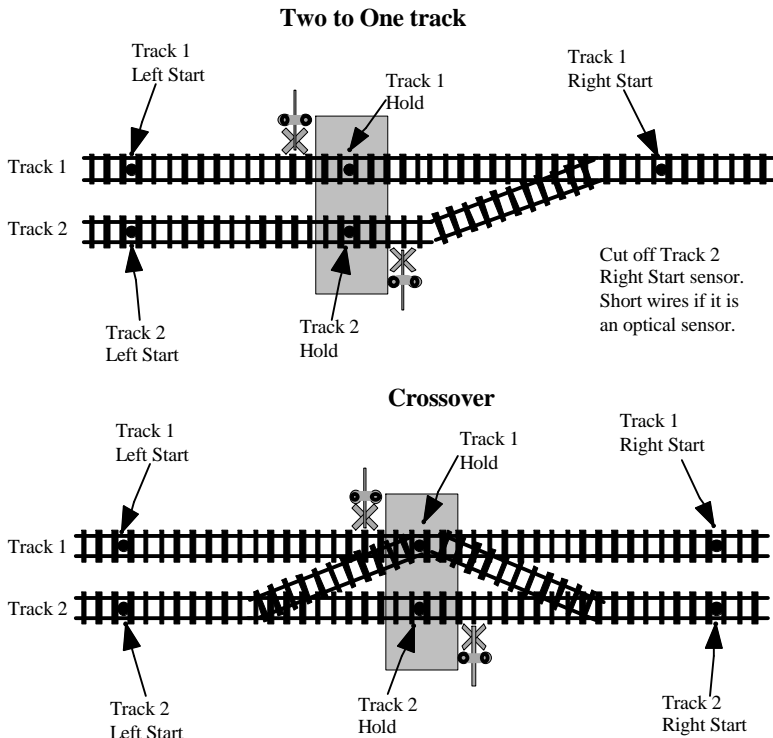 Two to One track
Track 1
Left Start
Track 1
Hold
Track 1
Right Start
Track 1
Track 2
Cut off Track 2
Right Start sensor.
Short wires if it is
an optical sensor.
Track 2
Left Start
Track 2
Hold
Crossover
Track 1
Left Start
Track 1
Hold
Track 1
Right Start
Track 1
Track 2
Track 2
Left Start
Track 2
Hold
Track 2
Right Start